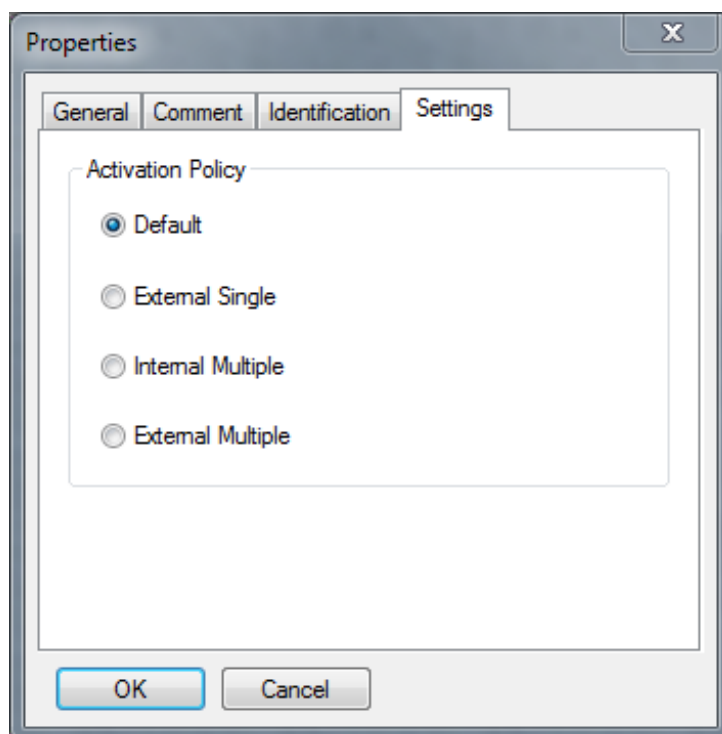 Properties
General Comment Identification Settings
Activation Policy
Default
External Single
Internal Multiple
External Multiple
OK Cancel